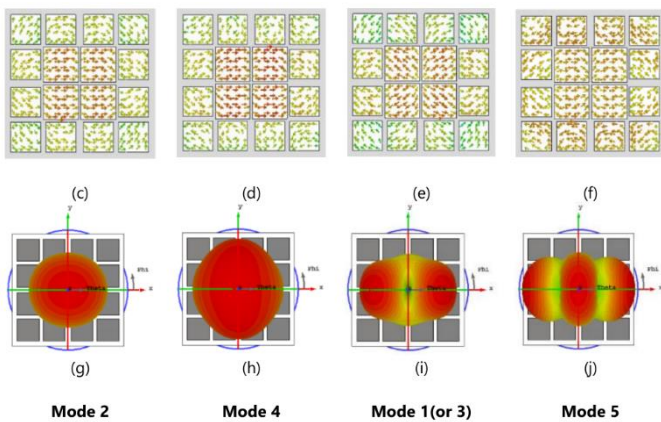 (c) (d) (e) (f)
y y y y
Phi Phi Phi Phi
Theta x Theta x Theta x Theta x
(g) (h) (i) (j)
Mode 2 Mode 4 Mode 1(or 3) Mode 5